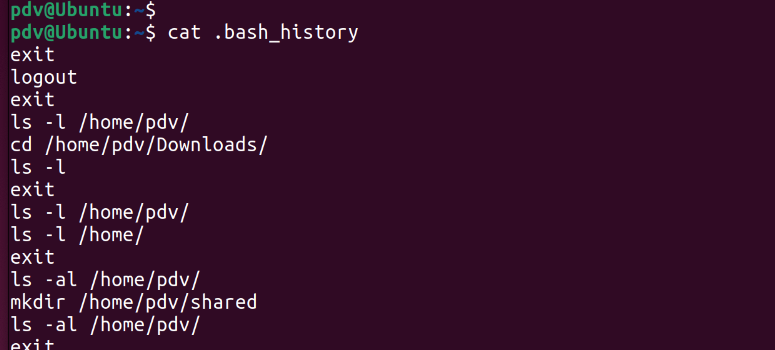 pdv@Ubuntu:~$
pdv@Ubuntu:~$ cat .bash_history
exit
logout
exit
ls -l /home/pdv/
cd /home/pdv/Downloads/
ls -l
exit
ls -l /home/pdv/
ls -l /home/
exit
ls -al /home/pdv/
mkdir /home/pdv/shared
ls -al /home/pdv/
exit